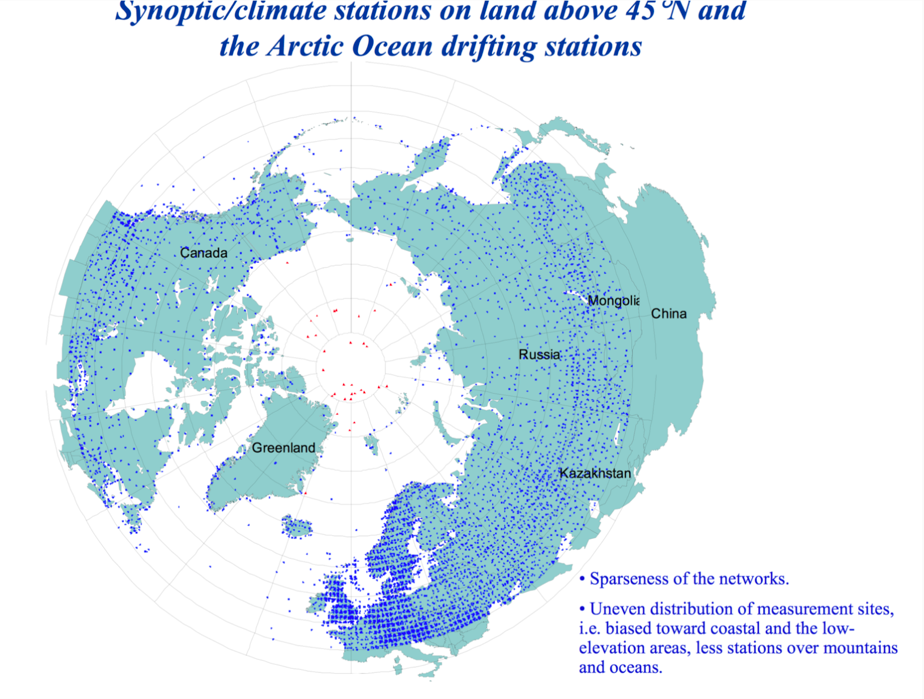 Synoptic/climate stations on land above 45°N and
the Arctic Ocean drifting stations
Canada
Mongolia
China
Russia
Greenland
Kazakhstan
• Sparseness of the networks.
• Uneven distribution of measurement sites,
i.e. biased toward coastal and the low-
elevation areas, less stations over mountains
and oceans.